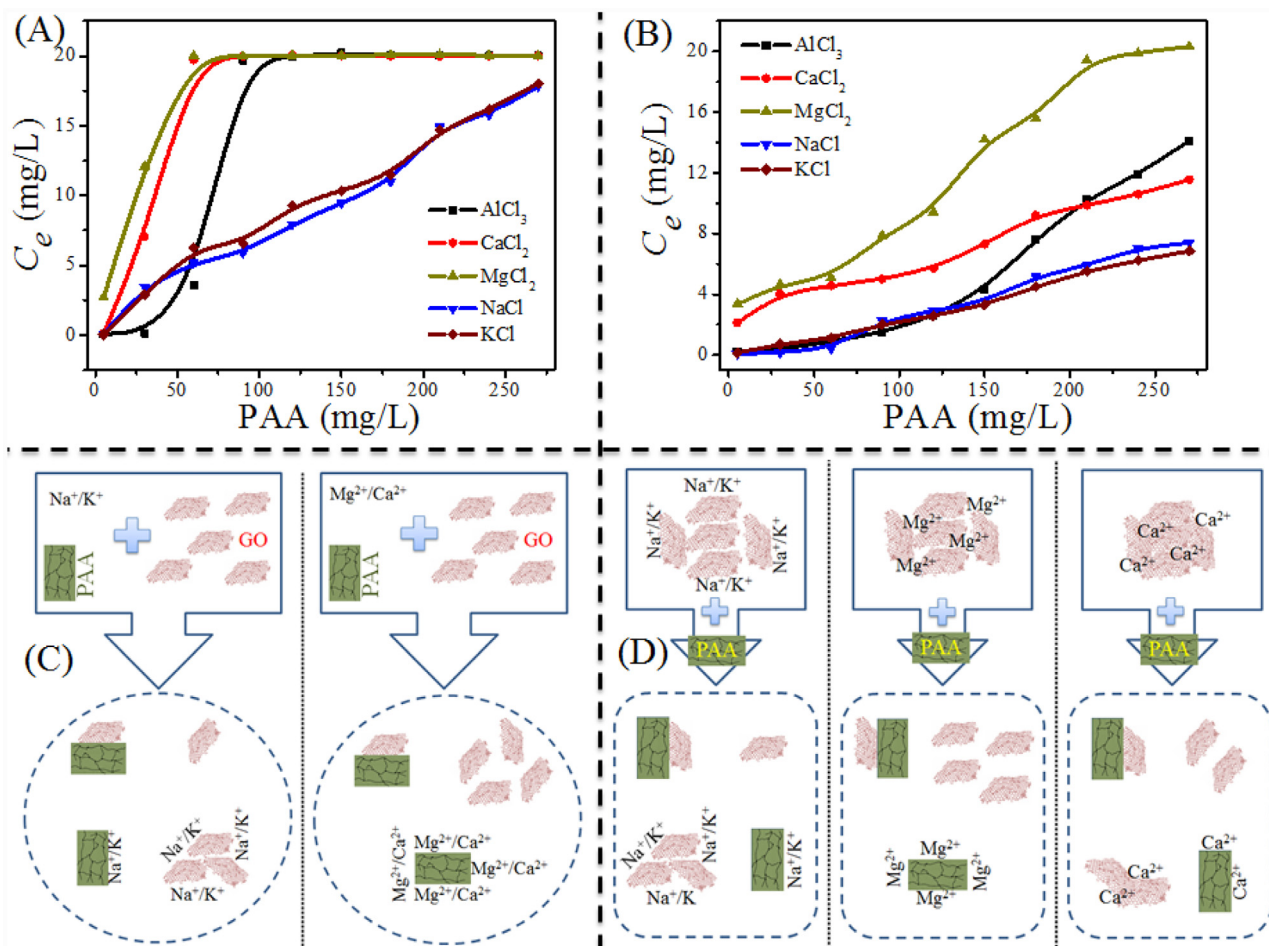 (A)
C_e (mg/L)
20
15
10
5
0
AlCl₃
CaCl₂
MgCl₂
NaCl
KCl
0 50 100 150 200 250
PAA (mg/L)
(B)
C_e (mg/L)
20
16
12
8
4
0
AlCl₃
CaCl₂
MgCl₂
NaCl
KCl
0 50 100 150 200 250
PAA (mg/L)
(C)
Na⁺/K⁺
GO
PAA
Na⁺/K⁺
Na⁺/K⁺
Na⁺/K⁺
Na⁺/K⁺
Mg²⁺/Ca²⁺
GO
PAA
Mg²⁺/Ca²⁺
Mg²⁺/Ca²⁺
Mg²⁺/Ca²⁺
Mg²⁺/Ca²⁺
(D)
Na⁺/K⁺
Na⁺/K⁺
Na⁺/K⁺
Na⁺/K⁺
PAA
Na⁺/K⁺
Na⁺/K⁺
Na⁺/K
Na⁺/K⁺
Mg²⁺
Mg²⁺
Mg²⁺
Mg²⁺
PAA
Mg²⁺
Mg²⁺
Mg²⁺
Mg²⁺
Ca²⁺
Ca²⁺
Ca²⁺
Ca²⁺
PAA
Ca²⁺
Ca²⁺
Ca²⁺
Ca²⁺